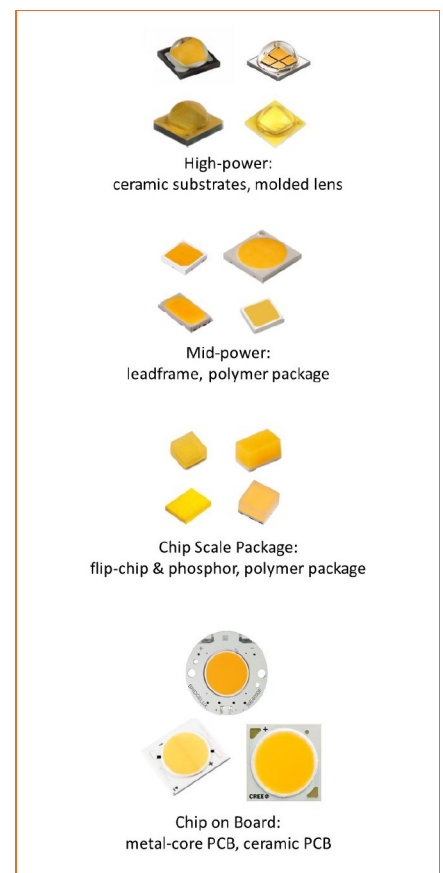 High-power:
ceramic substrates, molded lens
Mid-power:
leadframe, polymer package
Chip Scale Package:
flip-chip & phosphor, polymer package
CREE
Chip on Board:
metal-core PCB, ceramic PCB